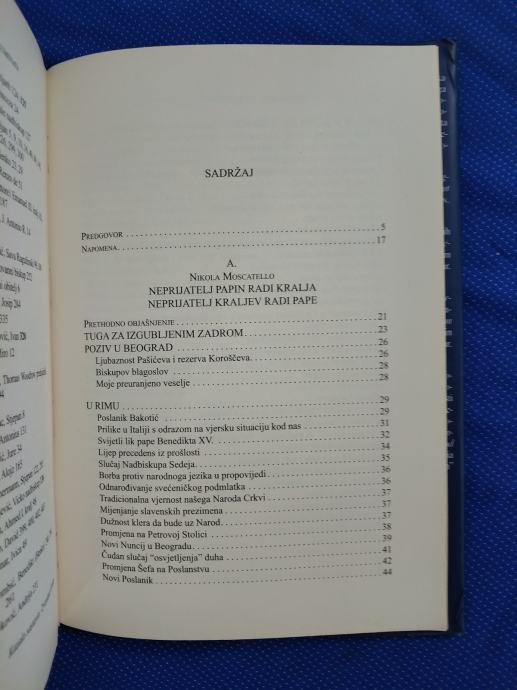 SADRŽAJ
PREDGOVOR 5
NAPOMENA 17
A.
NIKOLA MOSCATELLO
NEPRIJATELJ PAPIN RADI KRALJA
NEPRIJATELJ KRALJEV RADI PAPE
PRETHODNO OBJAŠNJENJE 21
TUGA ZA IZGUBLJENIM ZADROM 23
POZIV U BEOGRAD 26
Ljubaznost Pašićeva i rezerva Koroščeva 26
Biskupov blagoslov 28
Moje preuranjeno veselje 28
U RIMU 29
Poslanik Bakotić 29
Prilike u Italiji s odrazom na vjersku situaciju kod nas 31
Svijetli lik pape Benedikta XV. 32
Lijep precedens iz prošlosti 34
Slučaj Nadbiskupa Sedeja 35
Borba protiv narodnoga jezika u propovijedi 36
Odnarođivanje svećeničkog podmlatka 36
Tradicionalna vjernost našega Naroda Crkvi 37
Mijenjanje slavenskih prezimena 37
Dužnost klera da bude uz Narod 37
Promjena na Petrovoj Stolici 38
Novi Nuncij u Beogradu 39
Čudan slučaj "osvjetljenja" duha 41
Promjena Šefa na Poslanstvu 42
Novi Poslanik 44